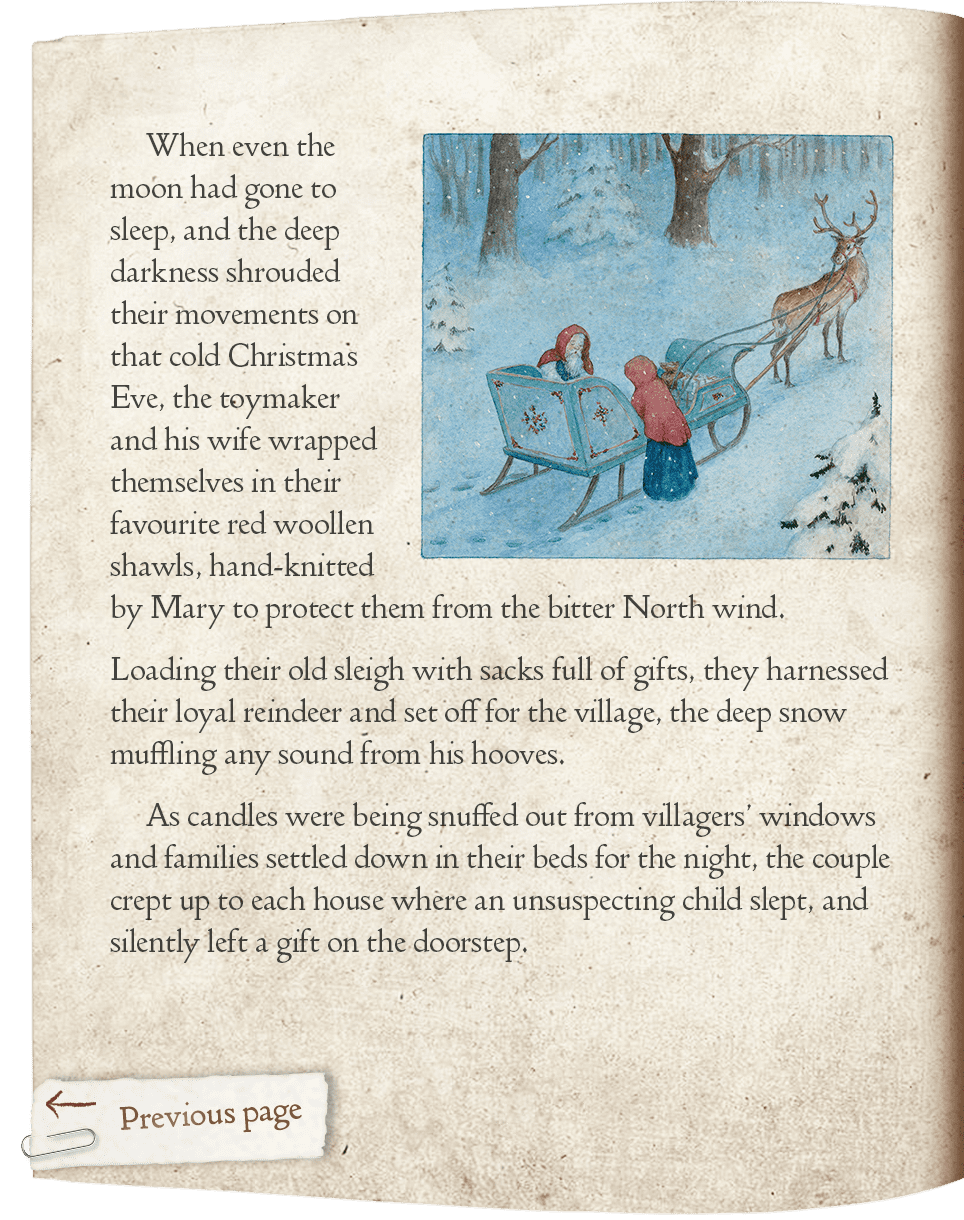 When even the
moon had gone to
sleep, and the deep
darkness shrouded
their movements on
that cold Christmas
Eve, the toymaker
and his wife wrapped
themselves in their
favourite red woollen
shawls, hand-knitted
by Mary to protect them from the bitter North wind.
Loading their old sleigh with sacks full of gifts, they harnessed
their loyal reindeer and set off for the village, the deep snow
muffling any sound from his hooves.
As candles were being snuffed out from villagers’ windows
and families settled down in their beds for the night, the couple
crept up to each house where an unsuspecting child slept, and
silently left a gift on the doorstep.
Previous page